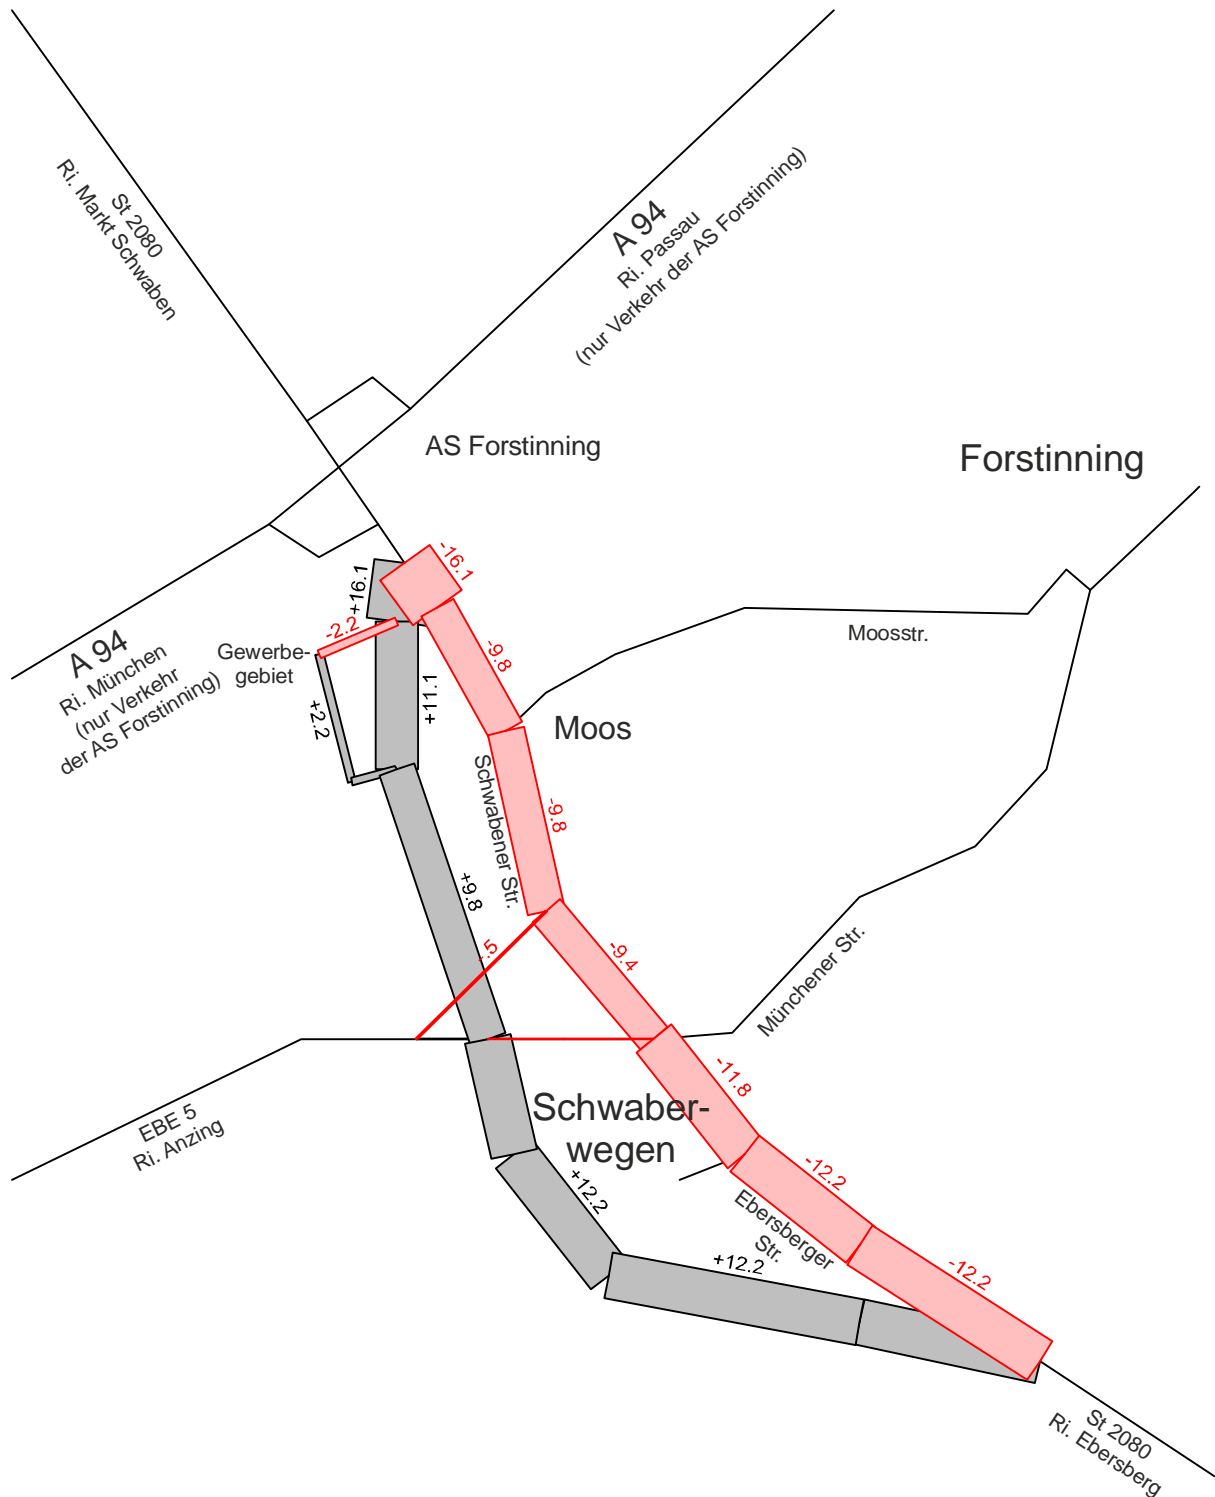 St 2080
Ri. Markt Schwaben
A 94
Ri. Passau
(nur Verkehr der AS Forstinning)
AS Forstinning
Forstinning
-16.1
+16.1
-2.2
Gewerbe-
gebiet
A 94
Ri. München
(nur Verkehr
der AS Forstinning)
+2.2
+11.1
-9.8
Moosstr.
Moos
Schwabener Str.
-9.8
+9.8
-9.4
Münchener Str.
EBE 5
Ri. Anzing
-11.8
Schwaber-
wegen
+12.2
-12.2
Ebersberger
Str.
+12.2
-12.2
St 2080
Ri. Ebersberg